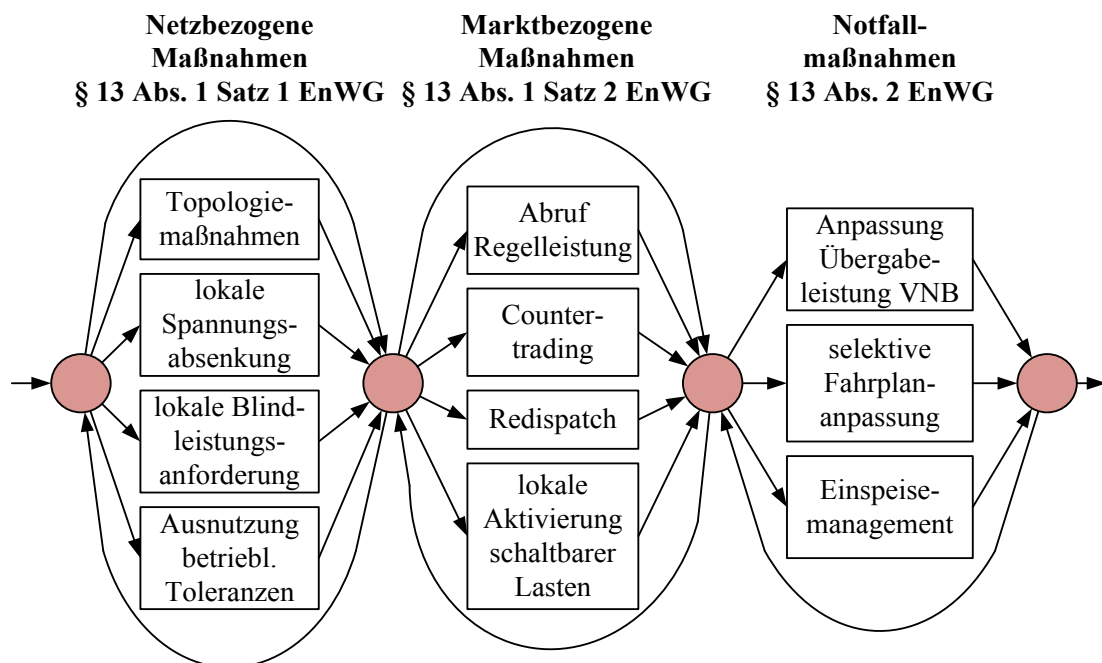 Netzbezogene
Maßnahmen
§ 13 Abs. 1 Satz 1 EnWG
Marktbezogene
Maßnahmen
§ 13 Abs. 1 Satz 2 EnWG
Notfall-
maßnahmen
§ 13 Abs. 2 EnWG
Topologie-
maßnahmen
lokale
Spannungs-
absenkung
lokale Blind-
leistungs-
anforderung
Ausnutzung
betriebl.
Toleranzen
Abruf
Regelleistung
Counter-
trading
Redispatch
lokale
Aktivierung
schaltbarer
Lasten
Anpassung
Übergabe-
leistung VNB
selektive
Fahrplan-
anpassung
Einspeise-
management